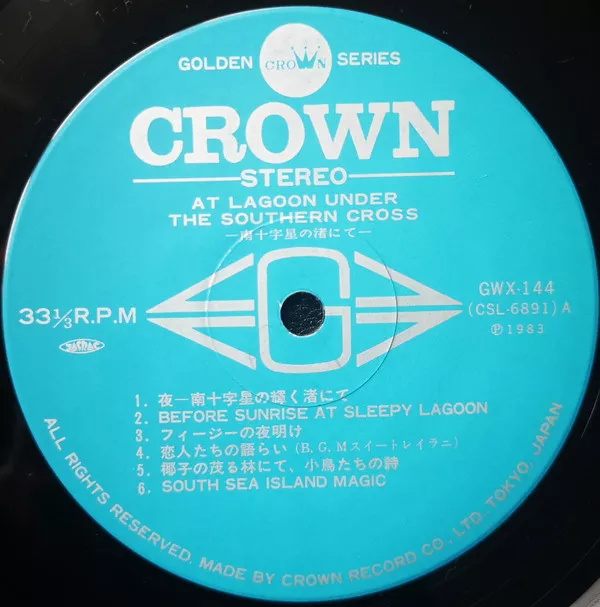 GOLDEN CROWN SERIES
CROWN
STEREO
AT LAGOON UNDER
THE SOUTHERN CROSS
—南十字星の渚にて—
G
33⅓R.P.M
GWX-144
(CSL-6891) A
JASRAC
Ⓟ1983
1. 夜—南十字星の輝く渚にて
2. BEFORE SUNRISE AT SLEEPY LAGOON
3. フィージーの夜明け
4. 恋人たちの語らい (B.G.Mスイートレイラニ)
5. 椰子の茂る林にて、小鳥たちの詩
6. SOUTH SEA ISLAND MAGIC
ALL RIGHTS RESERVED. MADE BY CROWN RECORD CO., LTD. TOKYO, JAPAN